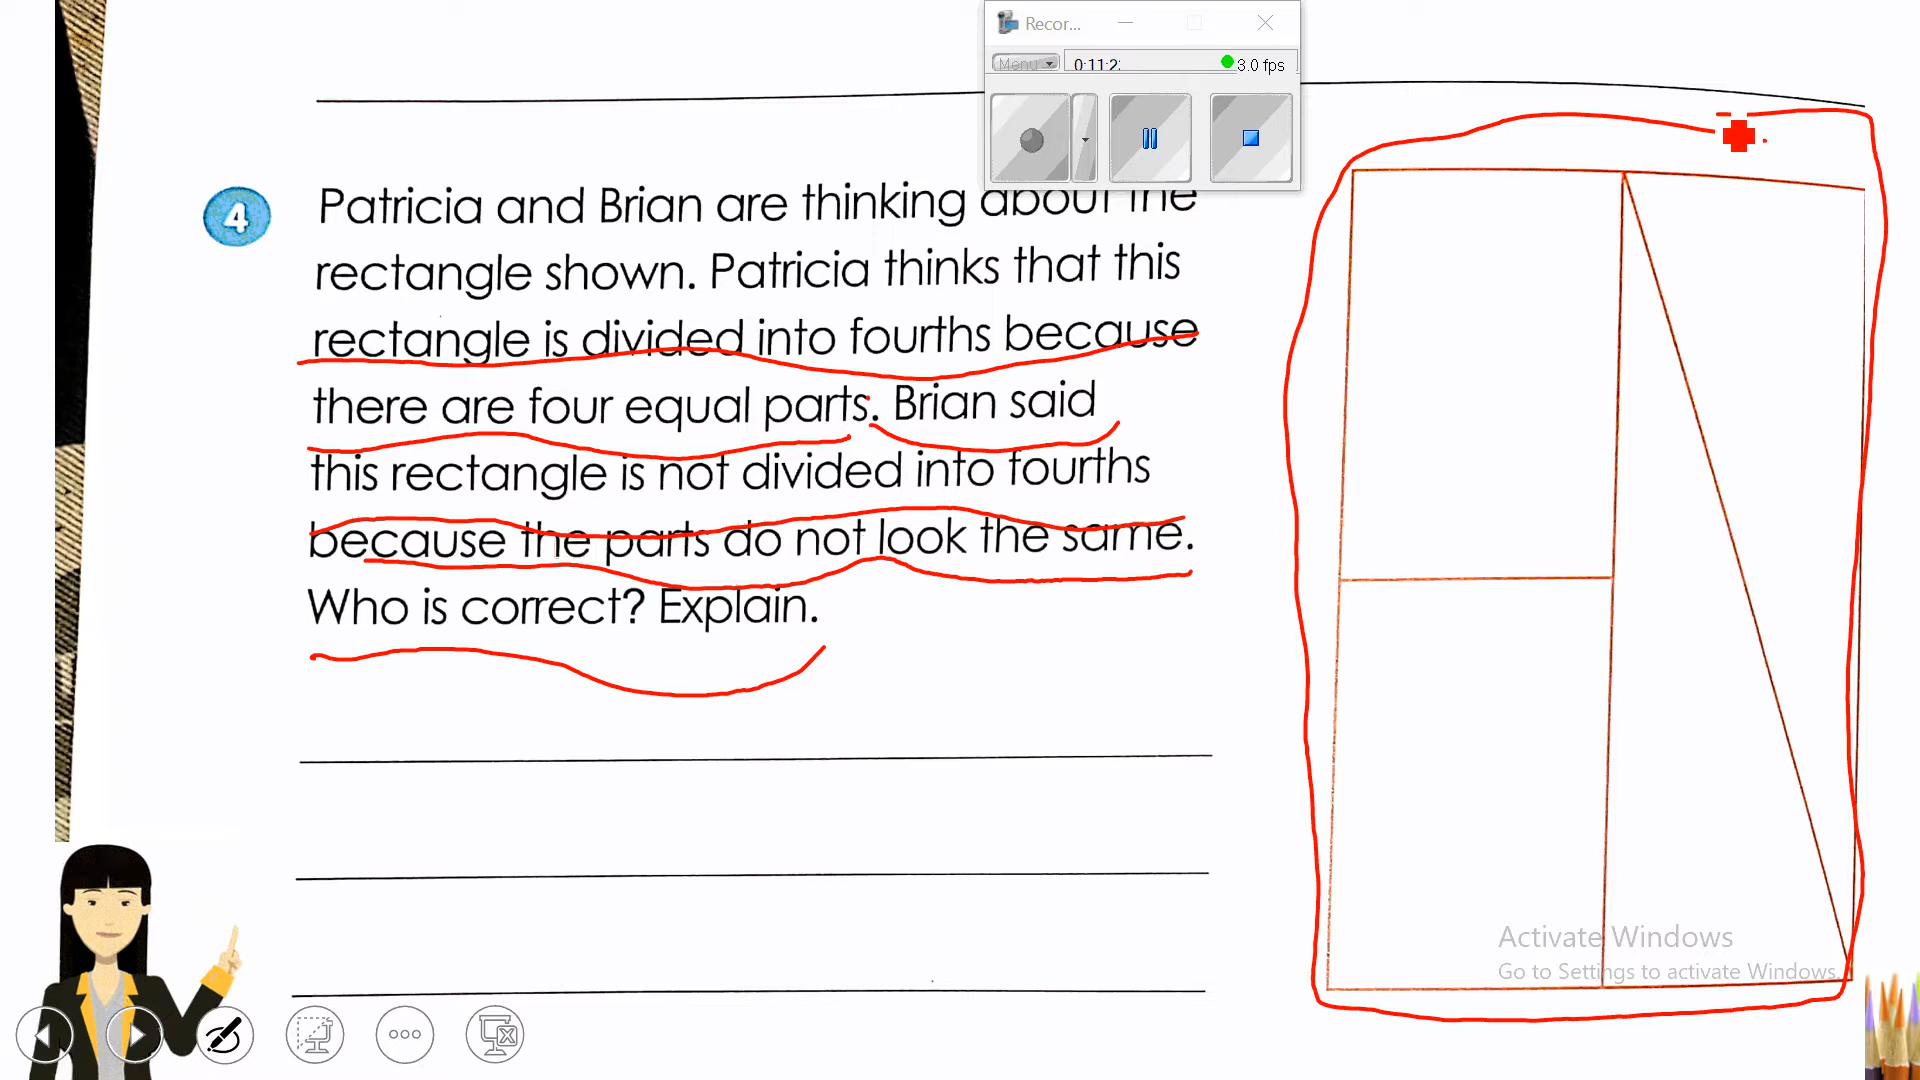 Recor...
Menu
0:11:2
3.0 fps
4
Patricia and Brian are thinking about the
rectangle shown. Patricia thinks that this
rectangle is divided into fourths because
there are four equal parts. Brian said
this rectangle is not divided into fourths
because the parts do not look the same.
Who is correct? Explain.
Activate Windows
Go to Settings to activate Windows.